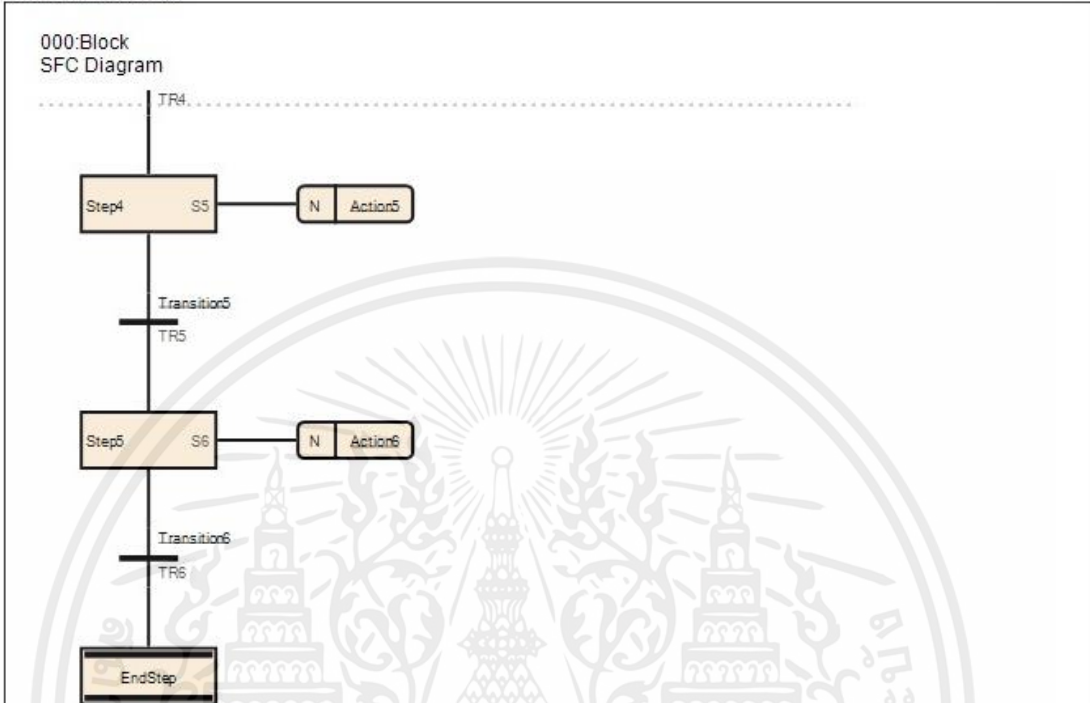 000:Block
SFC Diagram
TR4
Step4 S5 N Action5
Transition5
TR5
Step5 S6 N Action6
Transition6
TR6
EndStep